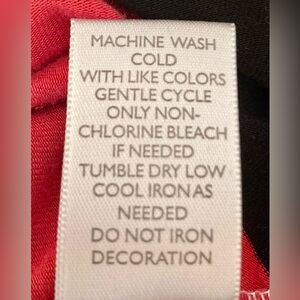 MACHINE WASH
COLD
WITH LIKE COLORS
GENTLE CYCLE
ONLY NON-
CHLORINE BLEACH
IF NEEDED
TUMBLE DRY LOW
COOL IRON AS
NEEDED
DO NOT IRON
DECORATION